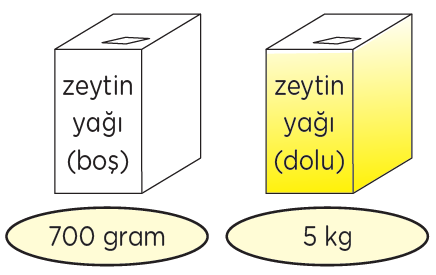 zeytin
yağı
(boş)
700 gram
zeytin
yağı
(dolu)
5 kg